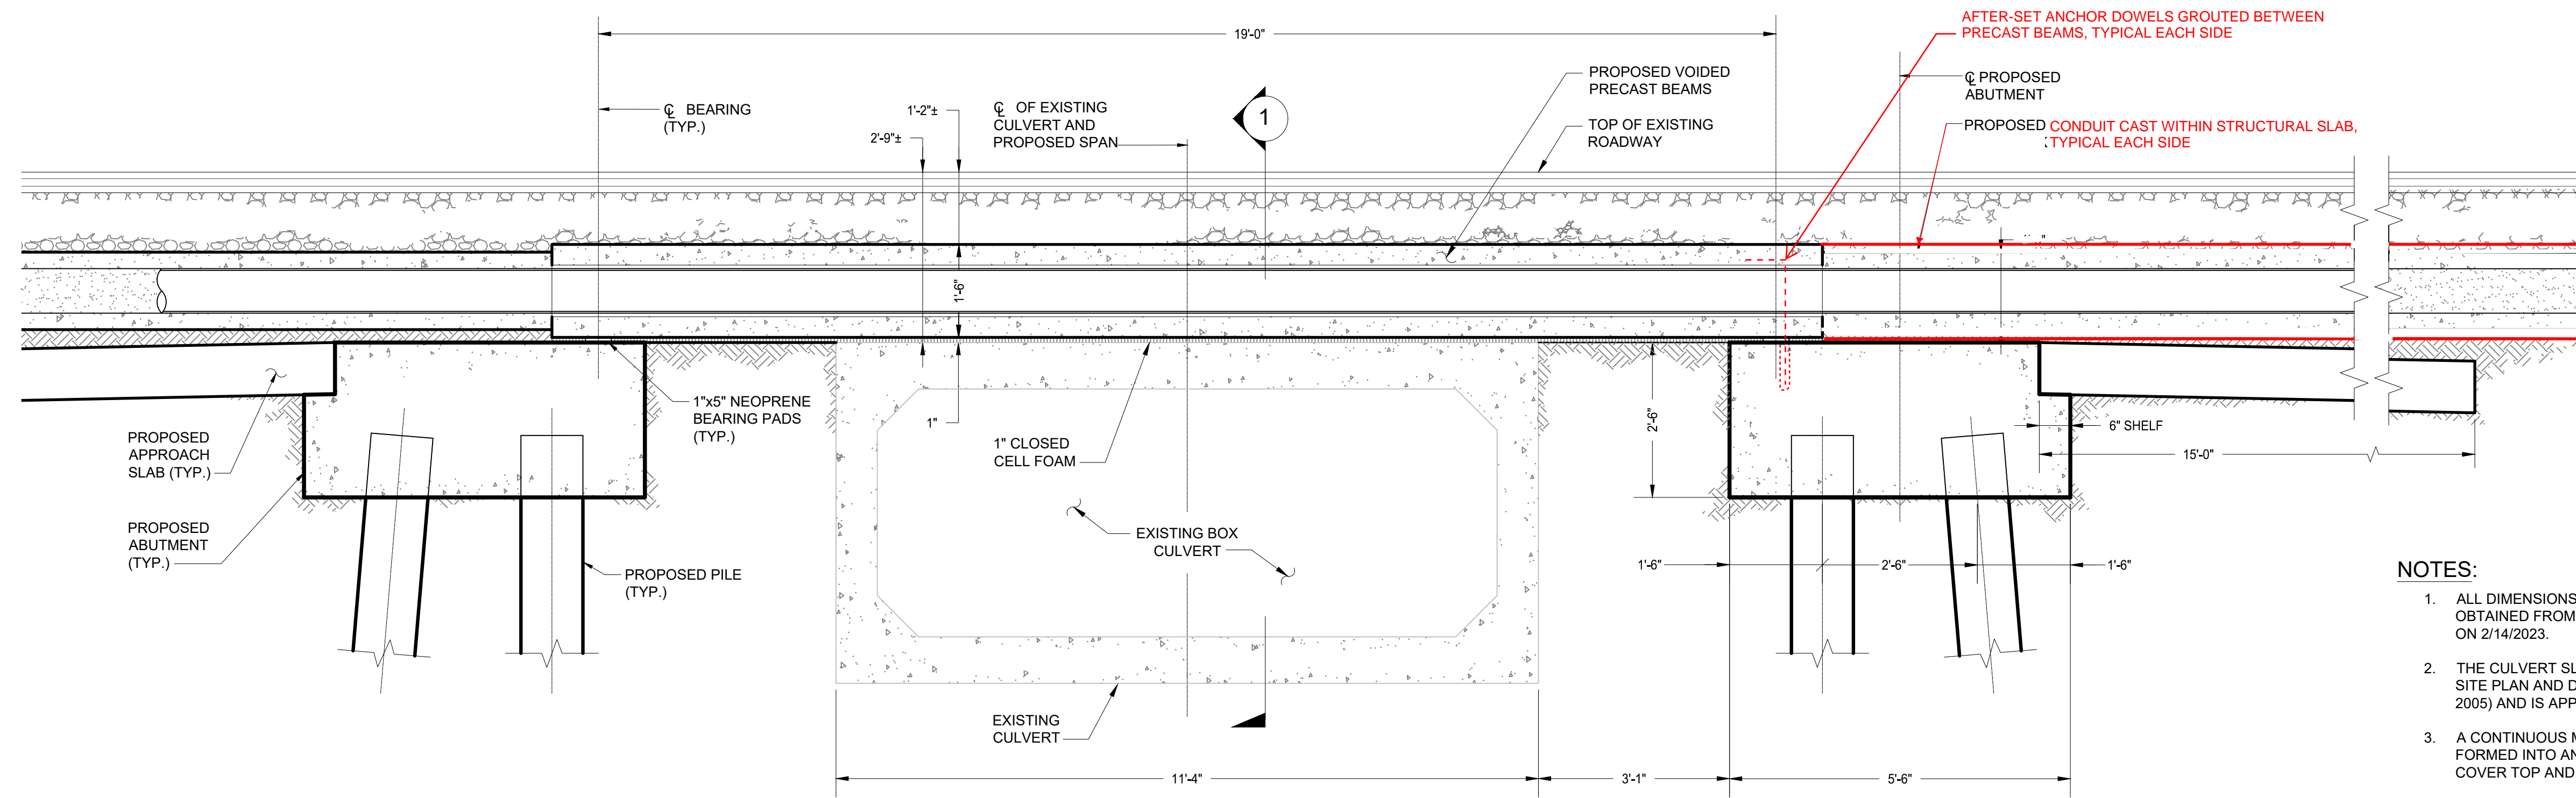 AFTER-SET ANCHOR DOWELS GROUTED BETWEEN
PRECAST BEAMS, TYPICAL EACH SIDE
19'-0"
PROPOSED VOIDED
PRECAST BEAMS
℄ PROPOSED
ABUTMENT
℄ BEARING
(TYP.)
1'-2"±
2'-9"±
℄ OF EXISTING
CULVERT AND
PROPOSED SPAN
1
TOP OF EXISTING
ROADWAY
PROPOSED CONDUIT CAST WITHIN STRUCTURAL SLAB,
TYPICAL EACH SIDE
1'-6"
1"
1"x5" NEOPRENE
BEARING PADS
(TYP.)
1" CLOSED
CELL FOAM
2'-6"
6" SHELF
15'-0"
PROPOSED
APPROACH
SLAB (TYP.)
PROPOSED
ABUTMENT
(TYP.)
PROPOSED PILE
(TYP.)
EXISTING BOX
CULVERT
1'-6"
2'-6"
1'-6"
EXISTING
CULVERT
11'-4"
3'-1"
5'-6"
NOTES:
1. ALL DIMENSIONS
OBTAINED FROM
ON 2/14/2023.
2. THE CULVERT SL
SITE PLAN AND D
2005) AND IS APP
3. A CONTINUOUS M
FORMED INTO AN
COVER TOP AND